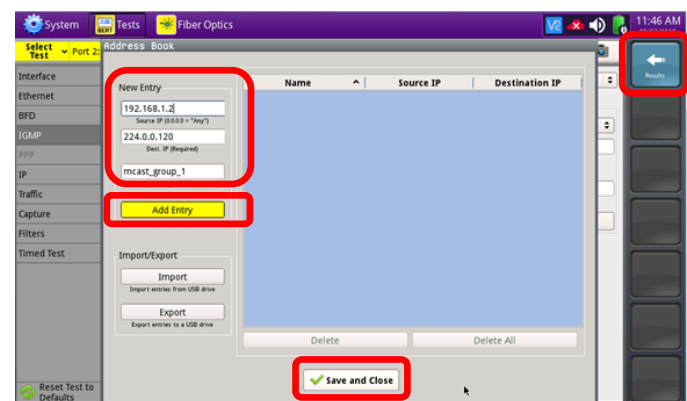 System
BERT
Tests
Fiber Optics
V2
11:46 AM
Select Test
Port 2:
Address Book
Results
Interface
Ethernet
BFD
IGMP
PPP
IP
Traffic
Capture
Filters
Timed Test
New Entry
192.168.1.2
Source IP (0.0.0.0 = "Any")
224.0.0.120
Dest. IP (Required)
mcast_group_1
Add Entry
Name
Source IP
Destination IP
Import/Export
Import
Import entries from USB drive
Export
Export entries to a USB drive
Delete
Delete All
Save and Close
Reset Test to
Defaults